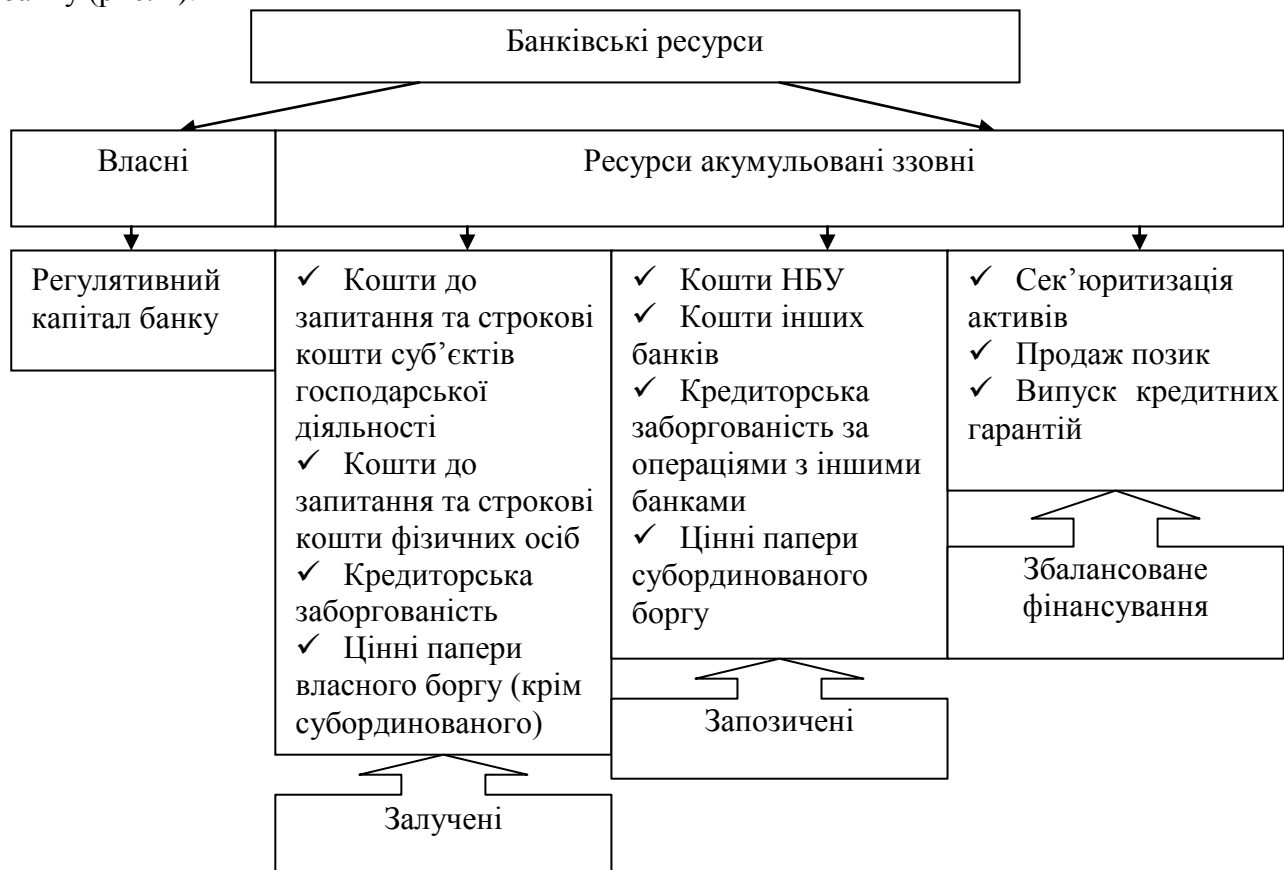 Банківські ресурси
Власні
Ресурси акумульовані ззовні
Регулятивний
капітал банку
✓ Кошти до
запитання та строкові
кошти суб’єктів
господарської
діяльності
✓ Кошти до
запитання та строкові
кошти фізичних осіб
✓ Кредиторська
заборгованість
✓ Цінні папери
власного боргу (крім
субординованого)
✓ Кошти НБУ
✓ Кошти інших
банків
✓ Кредиторська
заборгованість за
операціями з іншими
банками
✓ Цінні папери
субординованого
боргу
✓ Сек’юритизація
активів
✓ Продаж позик
✓ Випуск кредитних
гарантій
Збалансоване
фінансування
Запозичені
Залучені